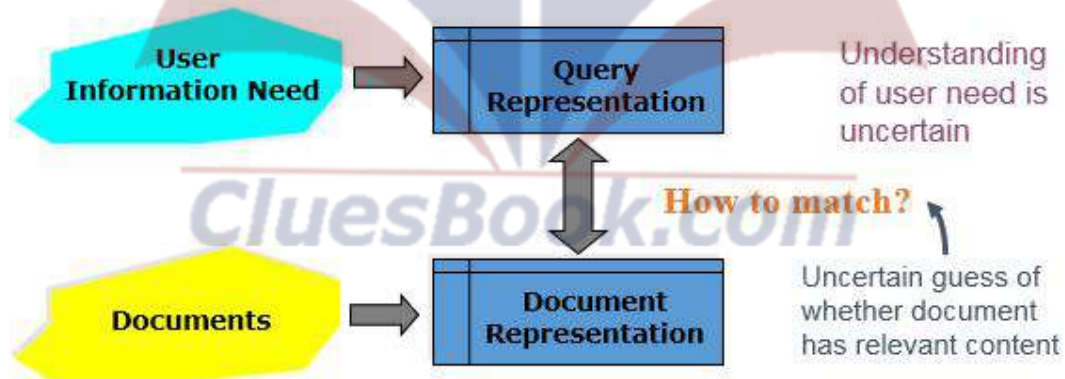 User
Information Need
Query
Representation
Understanding
of user need is
uncertain
CluesBook.com
How to match?
Documents
Document
Representation
Uncertain guess of
whether document
has relevant content